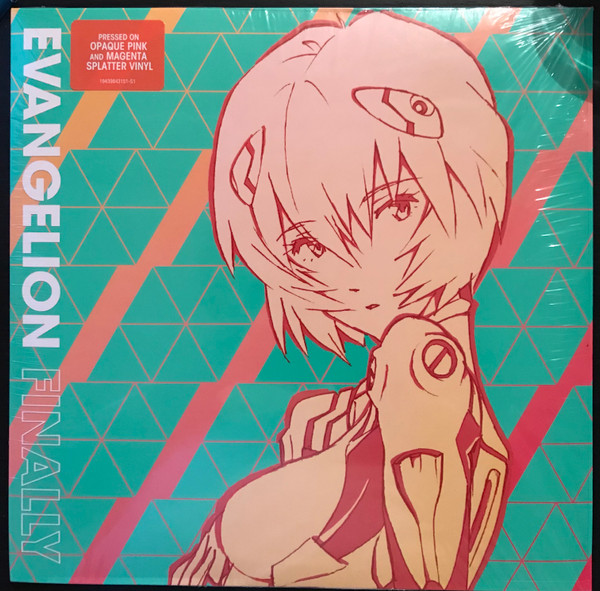 PRESSED ON
OPAQUE PINK
AND MAGENTA
SPLATTER VINYL
EVANGELION FINALLY